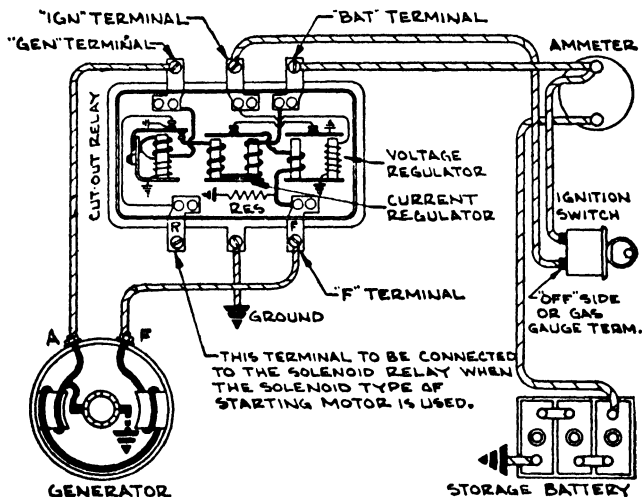 "IGN" TERMINAL
"BAT" TERMINAL
"GEN" TERMINAL
AMMETER
CUT-OUT RELAY
VOLTAGE
REGULATOR
CURRENT
REGULATOR
RES
R
F
IGNITION
SWITCH
"OFF" SIDE
OR GAS
GAUGE TERM.
"F" TERMINAL
GROUND
A
F
THIS TERMINAL TO BE CONNECTED
TO THE SOLENOID RELAY WHEN
THE SOLENOID TYPE OF
STARTING MOTOR IS USED.
GENERATOR
STORAGE BATTERY